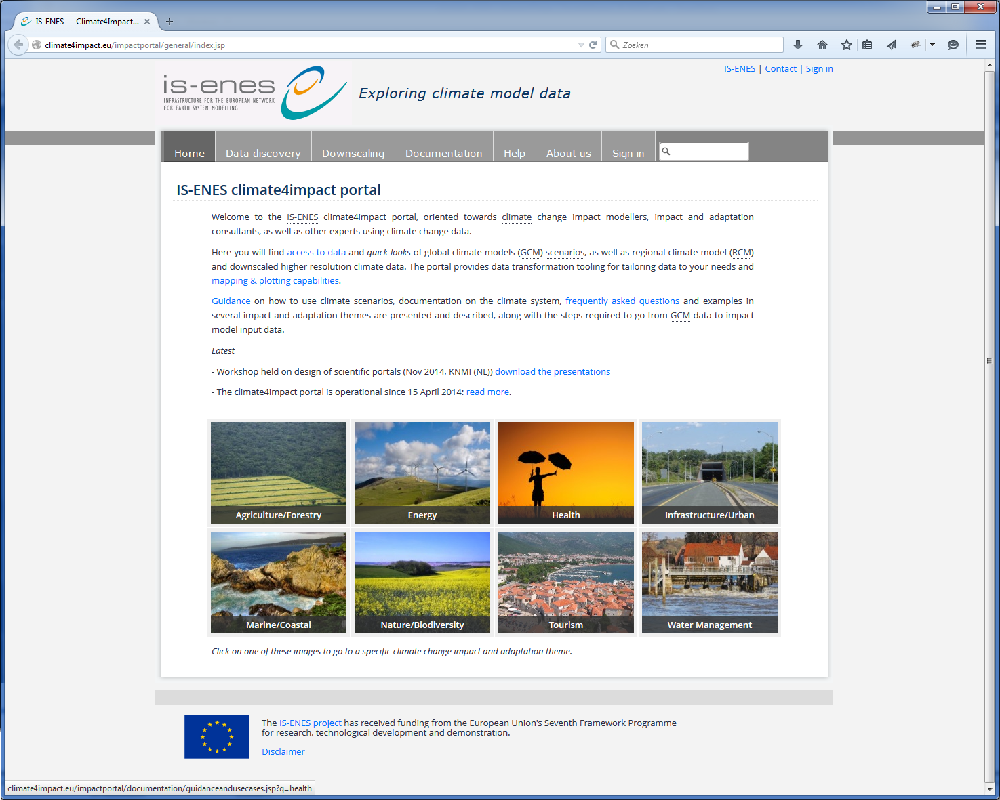 IS-ENES — Climate4Impact...
climate4impact.eu/impactportal/general/index.jsp
Zoeken
is-enes
INFRASTRUCTURE FOR THE EUROPEAN NETWORK
FOR EARTH SYSTEM MODELLING
Exploring climate model data
IS-ENES | Contact | Sign in
Home
Data discovery
Downscaling
Documentation
Help
About us
Sign in
IS-ENES climate4impact portal
Welcome to the IS-ENES climate4impact portal, oriented towards climate change impact modellers, impact and adaptation
consultants, as well as other experts using climate change data.
Here you will find access to data and quick looks of global climate models (GCM) scenarios, as well as regional climate model (RCM)
and downscaled higher resolution climate data. The portal provides data transformation tooling for tailoring data to your needs and
mapping & plotting capabilities.
Guidance on how to use climate scenarios, documentation on the climate system, frequently asked questions and examples in
several impact and adaptation themes are presented and described, along with the steps required to go from GCM data to impact
model input data.
Latest
- Workshop held on design of scientific portals (Nov 2014, KNMI (NL)) download the presentations
- The climate4impact portal is operational since 15 April 2014: read more.
Agriculture/Forestry
Energy
Health
Infrastructure/Urban
Marine/Coastal
Nature/Biodiversity
Tourism
Water Management
Click on one of these images to go to a specific climate change impact and adaptation theme.
The IS-ENES project has received funding from the European Union's Seventh Framework Programme
for research, technological development and demonstration.
Disclaimer
climate4impact.eu/impactportal/documentation/guidanceandusecases.jsp?q=health